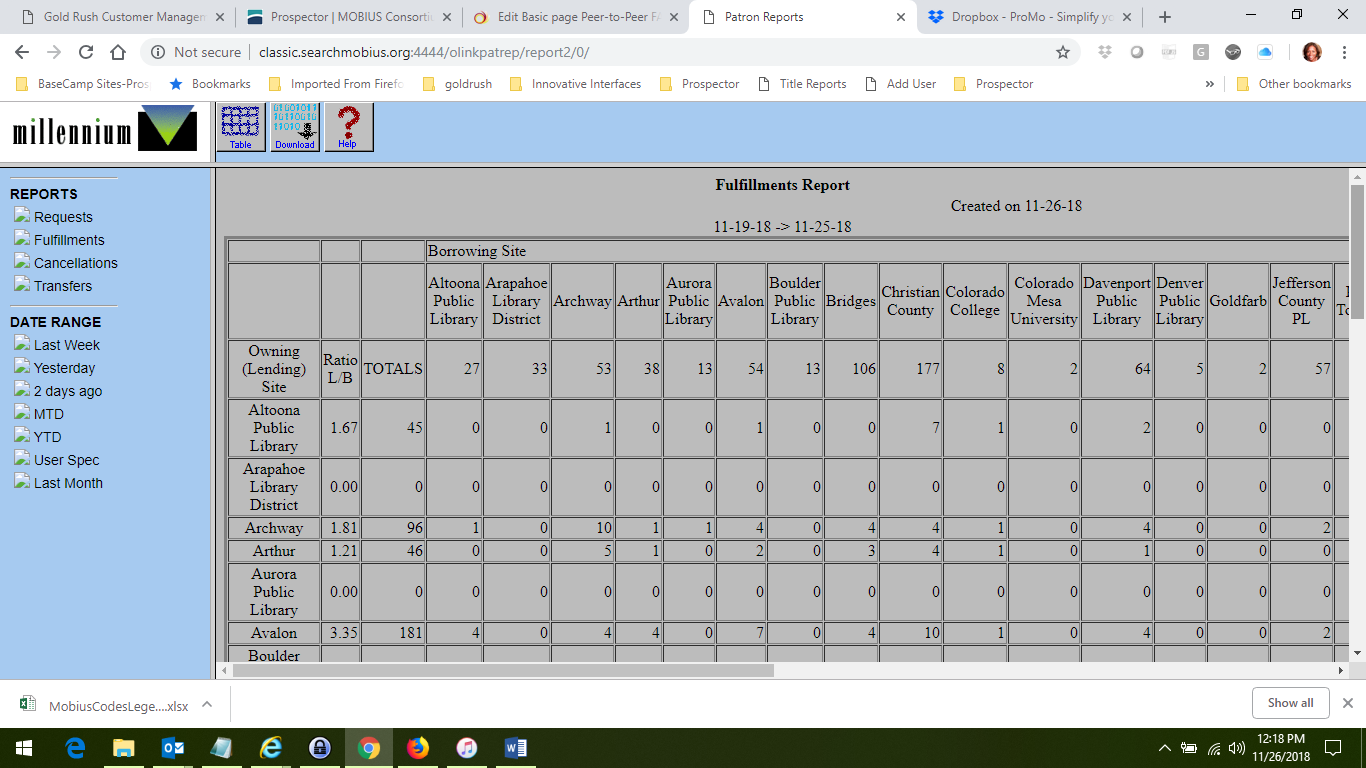 Gold Rush Customer Managem
Prospector | MOBIUS Consortiu
Edit Basic page Peer-to-Peer FA
Patron Reports
Dropbox - ProMo - Simplify yo
Not secure | classic.searchmobius.org:4444/olinkpatrep/report2/0/
BaseCamp Sites-Pros
Bookmarks
Imported From Firefo
goldrush
Innovative Interfaces
Prospector
Title Reports
Add User
Prospector
»
Other bookmarks
millennium
Table
Download
Help
REPORTS
Requests
Fulfillments
Cancellations
Transfers
DATE RANGE
Last Week
Yesterday
2 days ago
MTD
YTD
User Spec
Last Month
Fulfillments Report
Created on 11-26-18
11-19-18 -> 11-25-18
Borrowing Site
Altoona Public Library Arapahoe Library District Archway Arthur Aurora Public Library Avalon Boulder Public Library Bridges Christian County Colorado College Colorado Mesa University Davenport Public Library Denver Public Library Goldfarb Jefferson County PL
Owning (Lending) Site Ratio L/B TOTALS 27 33 53 38 13 54 13 106 177 8 2 64 5 2 57
Altoona Public Library 1.67 45 0 0 1 0 0 1 0 0 7 1 0 2 0 0 0
Arapahoe Library District 0.00 0 0 0 0 0 0 0 0 0 0 0 0 0 0 0 0
Archway 1.81 96 1 0 10 1 1 4 0 4 4 1 0 4 0 0 2
Arthur 1.21 46 0 0 5 1 0 2 0 3 4 1 0 1 0 0 0
Aurora Public Library 0.00 0 0 0 0 0 0 0 0 0 0 0 0 0 0 0 0
Avalon 3.35 181 4 0 4 4 0 7 0 4 10 1 0 4 0 0 2
Boulder
MobiusCodesLege....xlsx
Show all
12:18 PM
11/26/2018